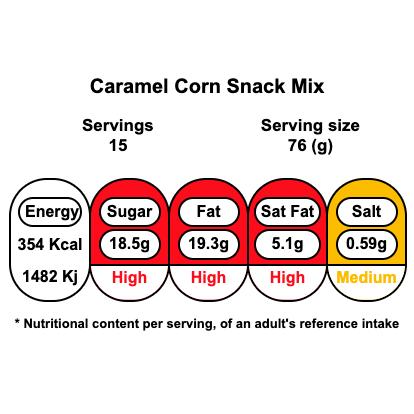 Caramel Corn Snack Mix
Servings Serving size
15 76 (g)
Energy Sugar Fat Sat Fat Salt
354 Kcal 18.5g 19.3g 5.1g 0.59g
1482 Kj High High High Medium
* Nutritional content per serving, of an adult's reference intake